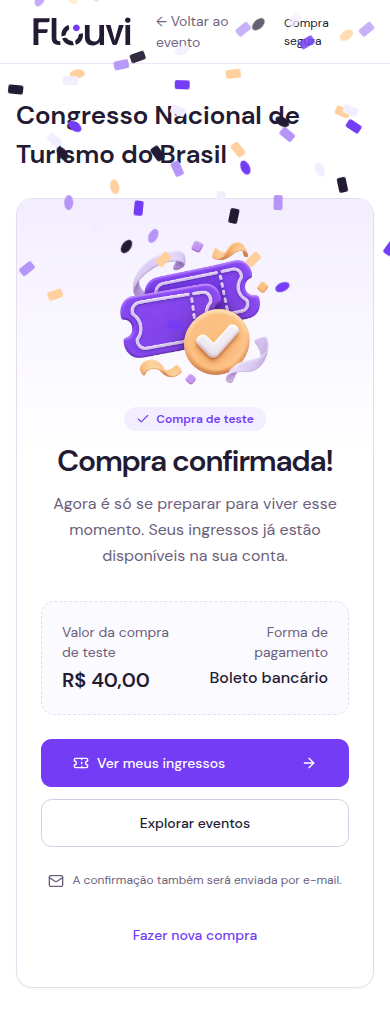 Flouvi
← Voltar ao
evento
Compra
segura
Congresso Nacional de
Turismo do Brasil
Compra de teste
Compra confirmada!
Agora é só se preparar para viver esse
momento. Seus ingressos já estão
disponíveis na sua conta.
Valor da compra
de teste
R$ 40,00
Forma de
pagamento
Boleto bancário
Ver meus ingressos →
Explorar eventos
A confirmação também será enviada por e-mail.
Fazer nova compra